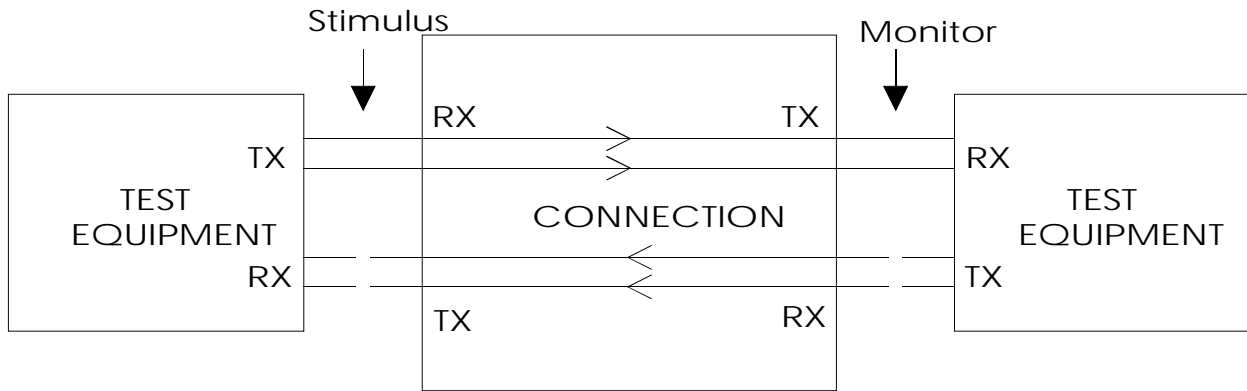 Stimulus
Monitor
RX
TX
TX
RX
TEST
EQUIPMENT
CONNECTION
TEST
EQUIPMENT
RX
TX
TX
RX